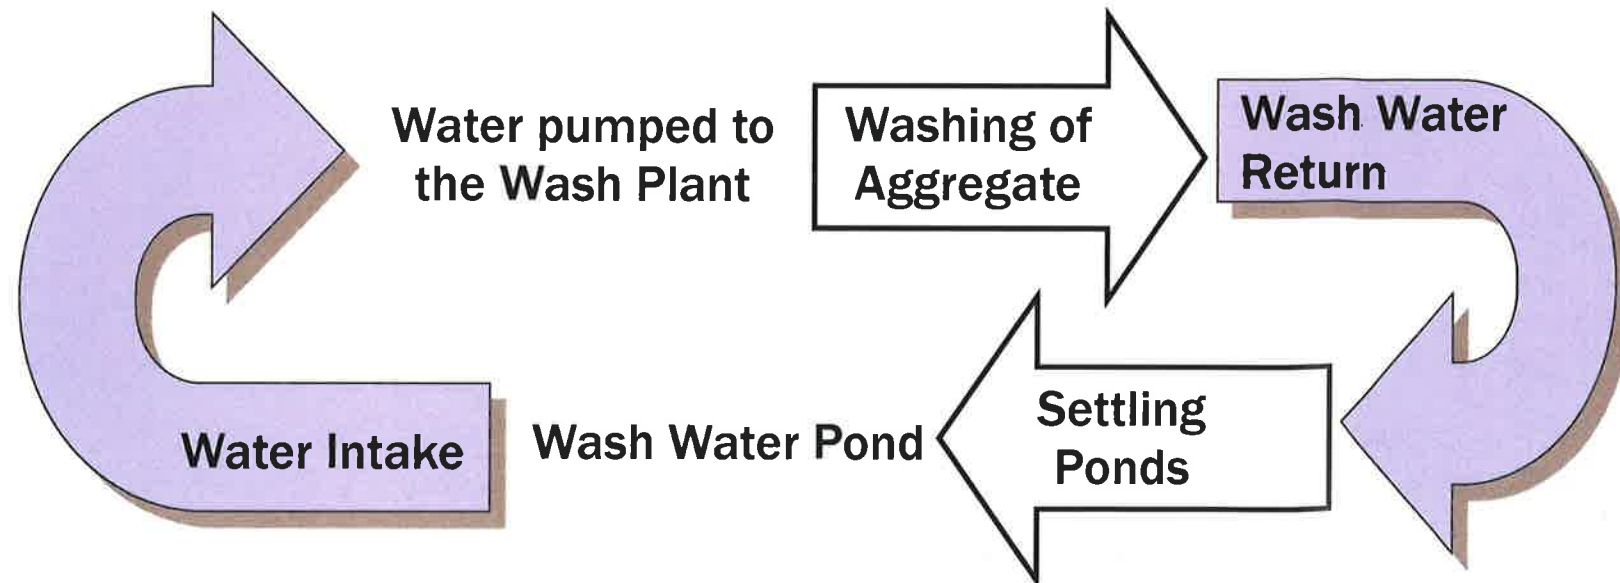 Water pumped to
the Wash Plant
Washing of
Aggregate
Wash Water
Return
Settling
Ponds
Wash Water Pond
Water Intake